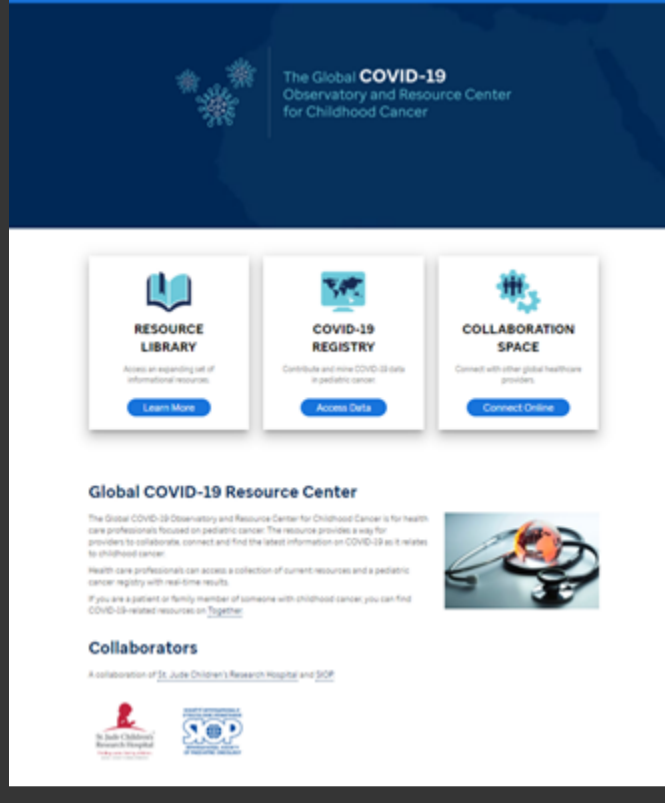 The Global COVID-19
Observatory and Resource Center
for Childhood Cancer
RESOURCE
LIBRARY
Access an expanding set of
informational resources.
Learn More
COVID-19
REGISTRY
Contribute and mine COVID-19 data
in pediatric cancer.
Access Data
COLLABORATION
SPACE
Connect with other global healthcare
providers.
Connect Online
Global COVID-19 Resource Center
The Global COVID-19 Observatory and Resource Center for Childhood Cancer is for health
care professionals focused on pediatric cancer. The resource provides a way for
providers to collaborate, connect and find the latest information on COVID-19 as it relates
to childhood cancer.
Health care professionals can access a collection of current resources and a pediatric
cancer registry with real-time results.
If you are a patient or family member of someone with childhood cancer, you can find
COVID-19-related resources on Together
Collaborators
A collaboration of St. Jude Children's Research Hospital and SIOP
St. Jude Children's
Research Hospital
SIOP
INTERNATIONAL SOCIETY
OF PAEDIATRIC ONCOLOGY